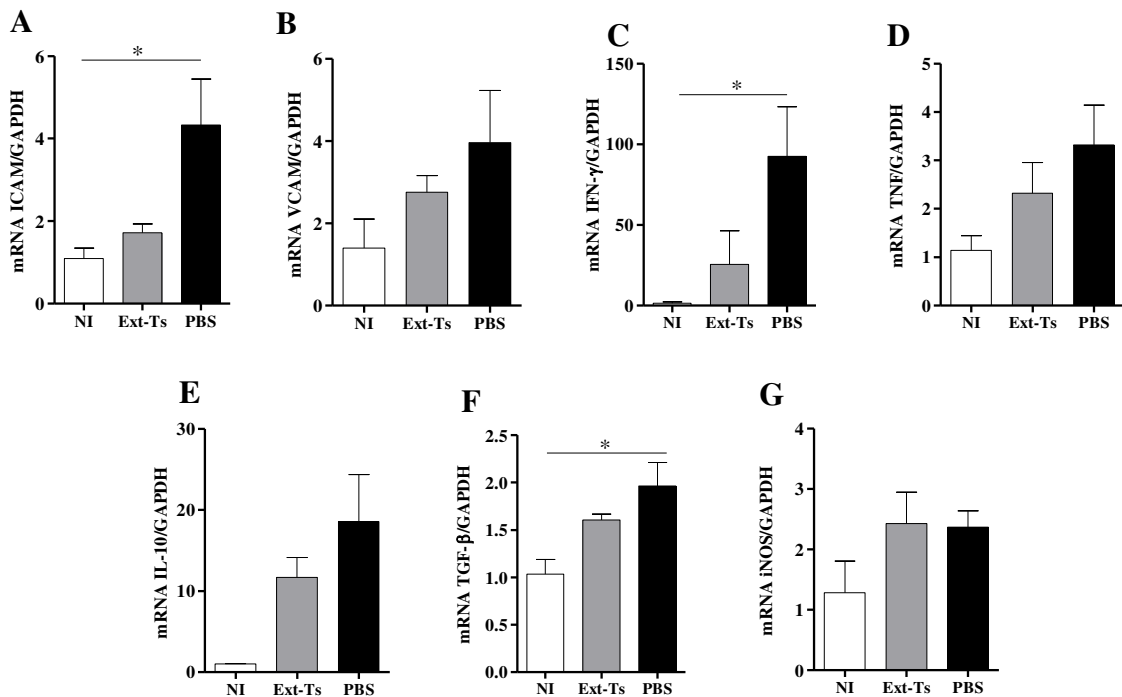 A
mRNA ICAM/GAPDH
6
4
2
0
*
NI Ext-Ts PBS
B
mRNA VCAM/GAPDH
6
4
2
0
NI Ext-Ts PBS
C
mRNA IFN-γ/GAPDH
150
100
50
0
*
NI Ext-Ts PBS
D
mRNA TNF/GAPDH
5
4
3
2
1
0
NI Ext-Ts PBS
E
mRNA IL-10/GAPDH
30
20
10
0
NI Ext-Ts PBS
F
mRNA TGF-β/GAPDH
2.5
2.0
1.5
1.0
0.5
0.0
*
NI Ext-Ts PBS
G
mRNA iNOS/GAPDH
4
3
2
1
0
NI Ext-Ts PBS